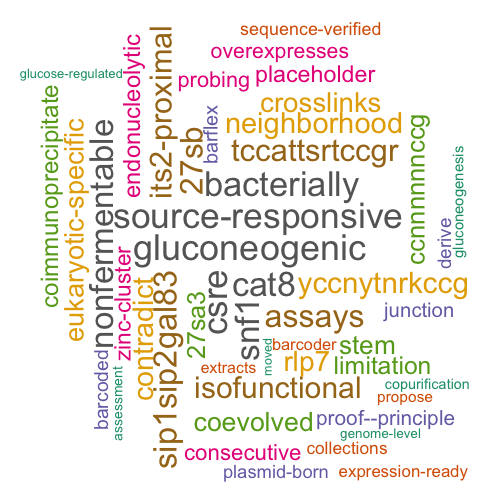 sequence-verified
overexpresses
glucose-regulated
probing
placeholder
endonucleolytic
its2-proximal
crosslinks
coimmunoprecipitate
barflex
neighborhood
27sb
tccattsrtccgr
ccnnnnnnccg
eukaryotic-specific
nonfermentable
bacterially
gluconeogenesis
source-responsive
derive
gluconeogenic
zinc-cluster
contradict
sip1sip2gal83
27sa3
csre
cat8
yccnytnrkccg
snf1
assays
junction
moved
barcoder
stem
barcoded
assessment
extracts
rlp7
limitation
isofunctional
copurification
propose
coevolved
proof--principle
genome-level
consecutive
collections
plasmid-born
expression-ready